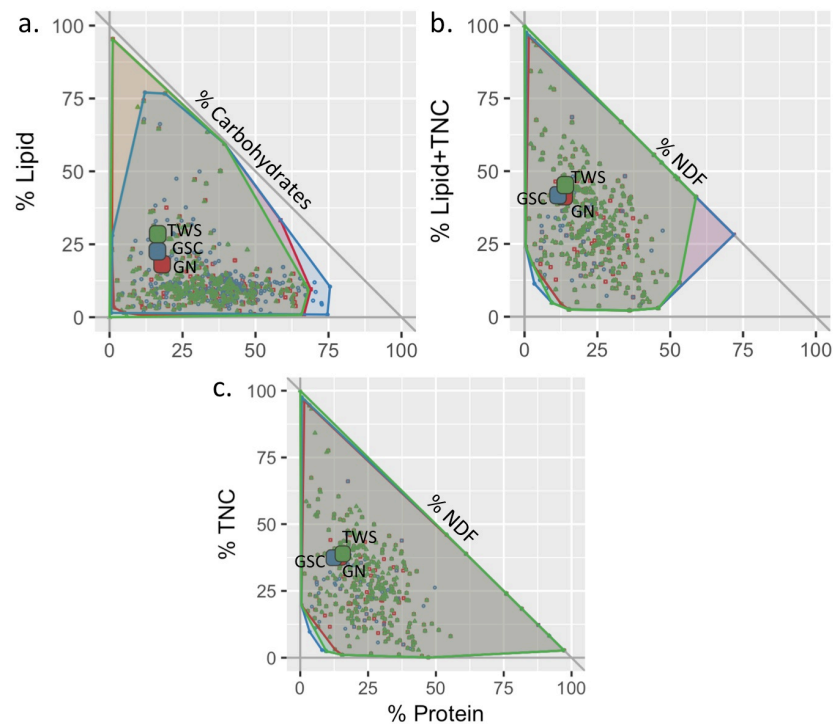 a.
100
75
50
25
0
% Lipid
% Carbohydrates
TWS
GSC
GN
0 25 50 75 100
b.
100
75
50
25
0
% Lipid+TNC
% NDF
TWS
GSC
GN
0 25 50 75 100
c.
100
75
50
25
0
% TNC
% NDF
TWS
GSC
GN
0 25 50 75 100
% Protein